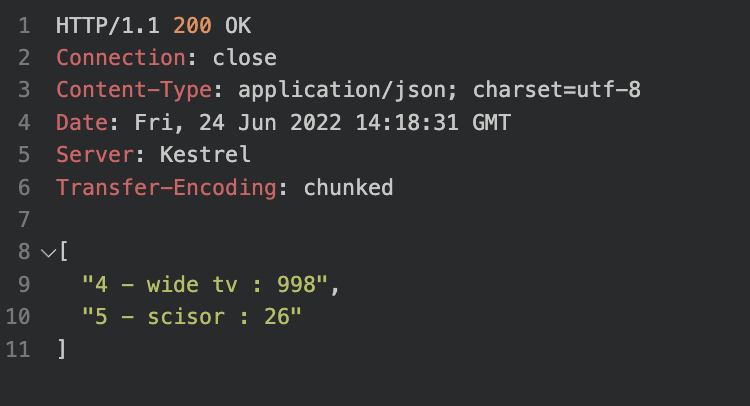 1 HTTP/1.1 200 OK
2 Connection: close
3 Content-Type: application/json; charset=utf-8
4 Date: Fri, 24 Jun 2022 14:18:31 GMT
5 Server: Kestrel
6 Transfer-Encoding: chunked
7
8 [
9 "4 - wide tv : 998",
10 "5 - scisor : 26"
11 ]